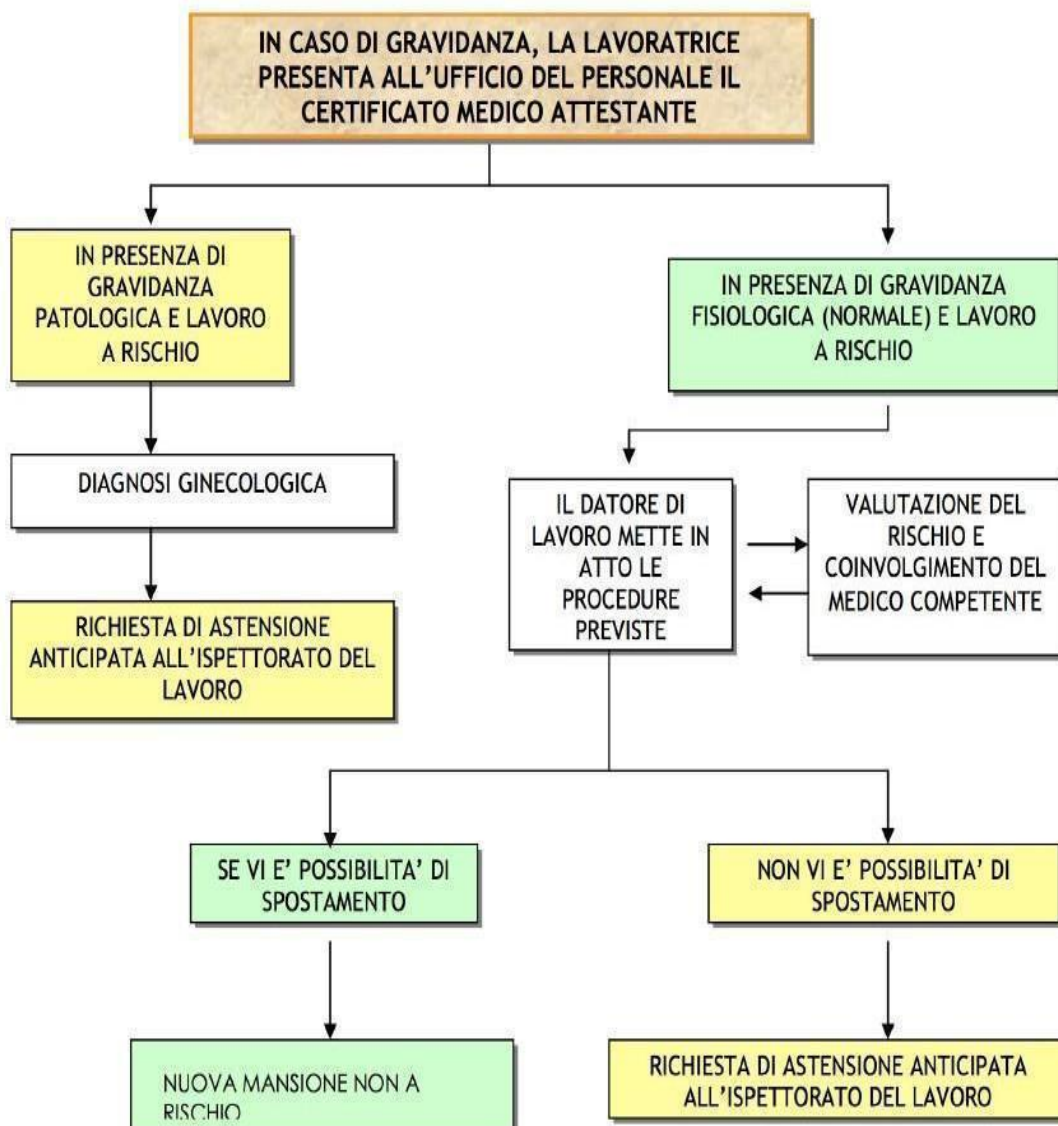 IN CASO DI GRAVIDANZA, LA LAVORATRICE
PRESENTA ALL'UFFICIO DEL PERSONALE IL
CERTIFICATO MEDICO ATTESTANTE
IN PRESENZA DI
GRAVIDANZA
PATOLOGICA E LAVORO
A RISCHIO
IN PRESENZA DI GRAVIDANZA
FISIOLOGICA (NORMALE) E LAVORO
A RISCHIO
DIAGNOSI GINECOLOGICA
IL DATORE DI
LAVORO METTE IN
ATTO LE
PROCEDURE
PREVISTE
VALUTAZIONE DEL
RISCHIO E
COINVOLGIMENTO DEL
MEDICO COMPETENTE
RICHIESTA DI ASTENSIONE
ANTICIPATA ALL'ISPETTORATO DEL
LAVORO
SE VI E' POSSIBILITA' DI
SPOSTAMENTO
NON VI E' POSSIBILITA' DI
SPOSTAMENTO
NUOVA MANSIONE NON A
RISCHIO
RICHIESTA DI ASTENSIONE ANTICIPATA
ALL'ISPETTORATO DEL LAVORO